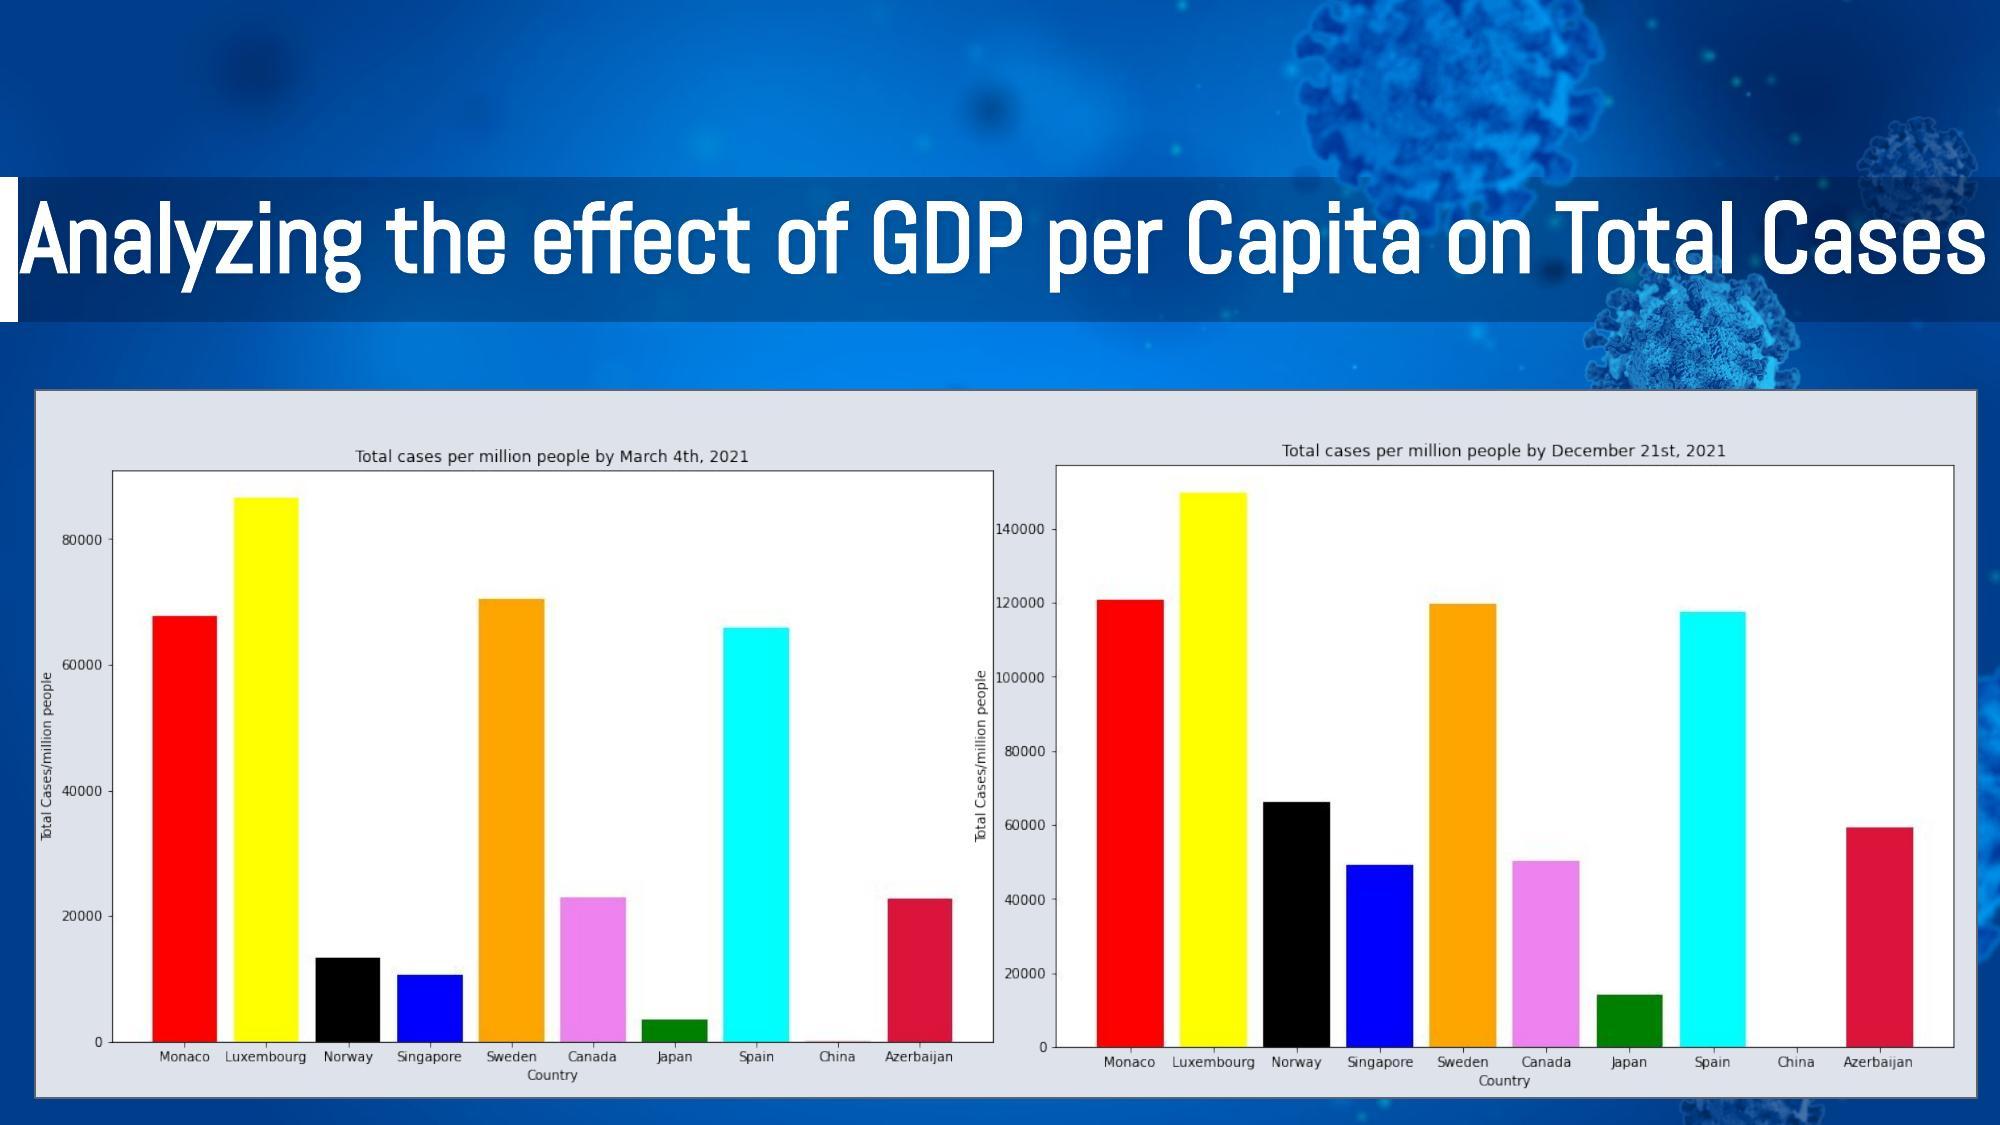 Analyzing the effect of GDP per Capita on Total Cases
Total cases per million people by March 4th, 2021
80000
60000
40000
20000
0
Total Cases/million people
Monaco Luxembourg Norway Singapore Sweden Canada Japan Spain China Azerbaijan
Country
Total cases per million people by December 21st, 2021
140000
120000
100000
80000
60000
40000
20000
0
Total Cases/million people
Monaco Luxembourg Norway Singapore Sweden Canada Japan Spain China Azerbaijan
Country